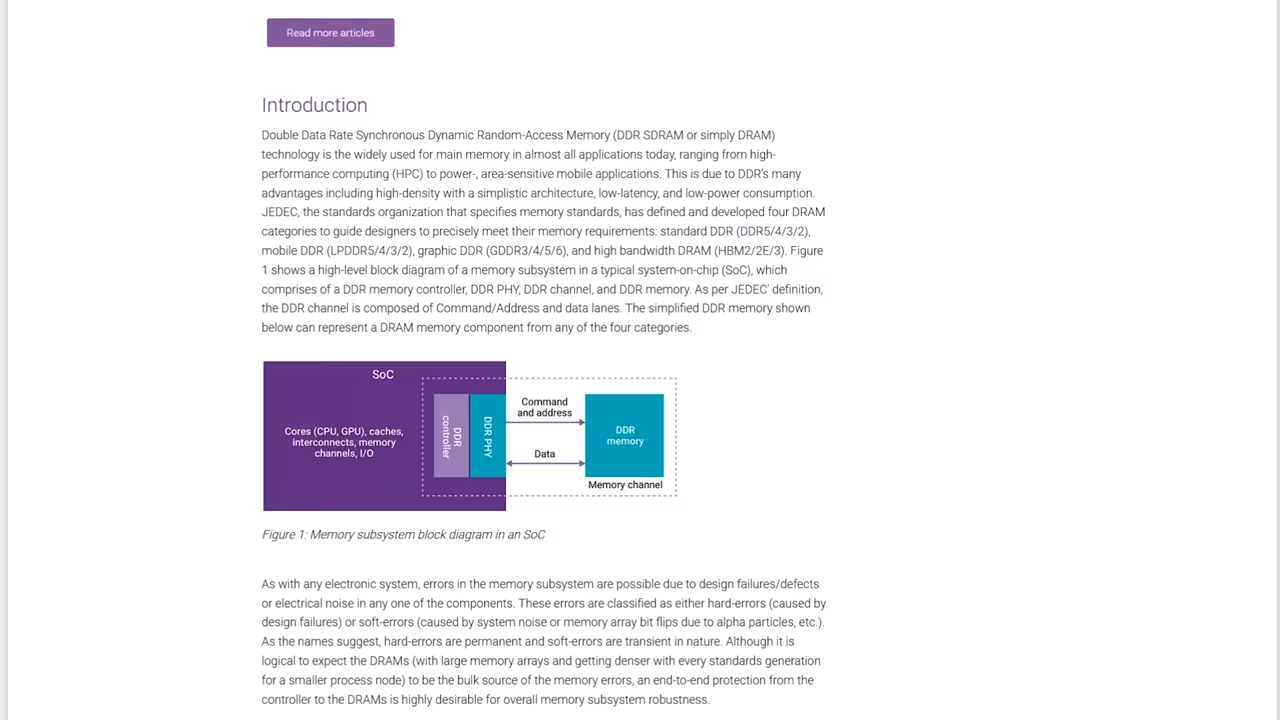 Read more articles
Introduction
Double Data Rate Synchronous Dynamic Random-Access Memory (DDR SDRAM or simply DRAM)
technology is the widely used for main memory in almost all applications today, ranging from high-
performance computing (HPC) to power-, area-sensitive mobile applications. This is due to DDR's many
advantages including high-density with a simplistic architecture, low-latency, and low-power consumption.
JEDEC, the standards organization that specifies memory standards, has defined and developed four DRAM
categories to guide designers to precisely meet their memory requirements: standard DDR (DDR5/4/3/2),
mobile DDR (LPDDR5/4/3/2), graphic DDR (GDDR3/4/5/6), and high bandwidth DRAM (HBM2/2E/3). Figure
1 shows a high-level block diagram of a memory subsystem in a typical system-on-chip (SoC), which
comprises of a DDR memory controller, DDR PHY, DDR channel, and DDR memory. As per JEDEC' definition,
the DDR channel is composed of Command/Address and data lanes. The simplified DDR memory shown
below can represent a DRAM memory component from any of the four categories.
SoC
Cores (CPU, GPU), caches,
interconnects, memory
channels, I/O
DDR
controller
DDR PHY
Command
and address
Data
DDR
memory
Memory channel
Figure 1: Memory subsystem block diagram in an SoC
As with any electronic system, errors in the memory subsystem are possible due to design failures/defects
or electrical noise in any one of the components. These errors are classified as either hard-errors (caused by
design failures) or soft-errors (caused by system noise or memory array bit flips due to alpha particles, etc.).
As the names suggest, hard-errors are permanent and soft-errors are transient in nature. Although it is
logical to expect the DRAMs (with large memory arrays and getting denser with every standards generation
for a smaller process node) to be the bulk source of the memory errors, an end-to-end protection from the
controller to the DRAMs is highly desirable for overall memory subsystem robustness.